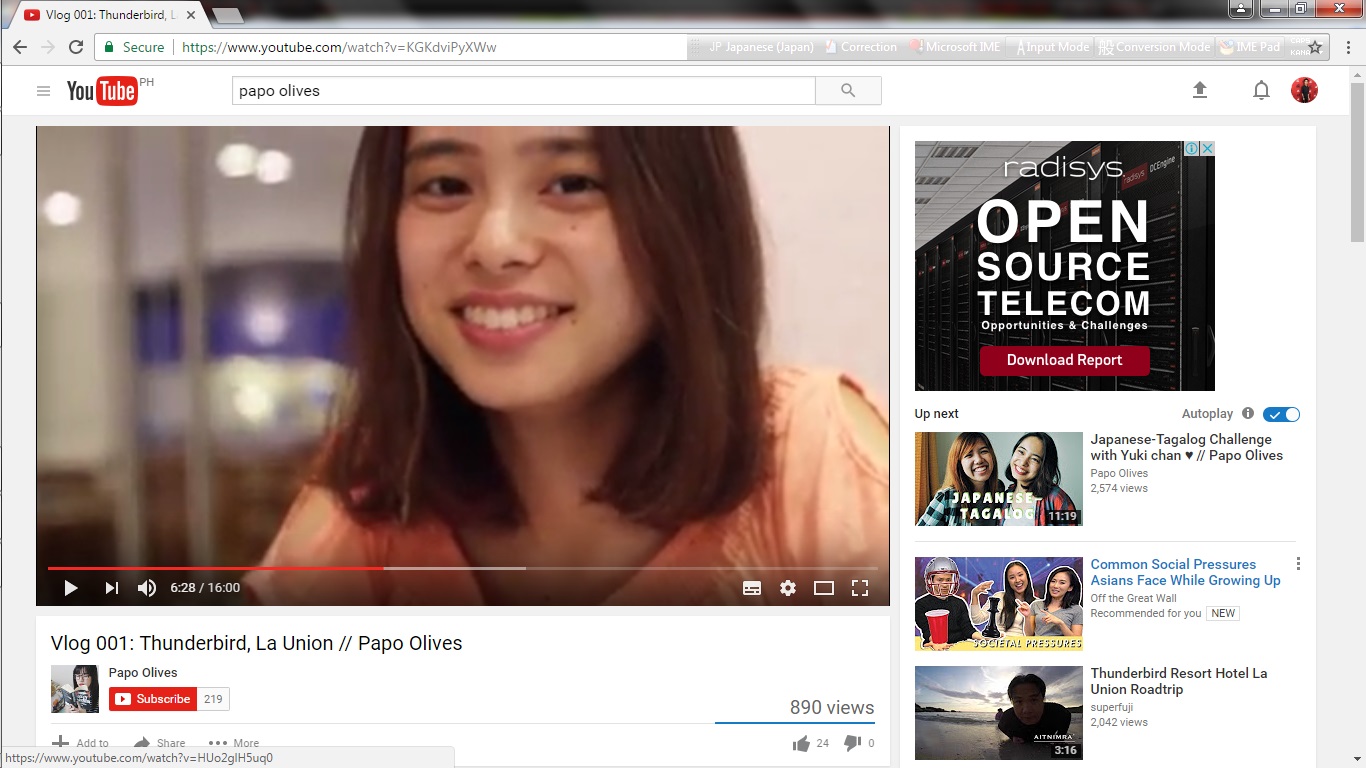 Vlog 001: Thunderbird, La U
Secure https://www.youtube.com/watch?v=KGKdviPyXWw
JP Japanese (Japan) Correction Microsoft IME Input Mode 般 Conversion Mode IME Pad
YouTube PH
papo olives
radisys
OPEN
SOURCE
TELECOM
Opportunities & Challenges
Download Report
6:28 / 16:00
Up next Autoplay
Japanese-Tagalog Challenge
with Yuki chan ♥ // Papo Olives
Papo Olives
2,574 views
JAPANESE-
TAGALOG
11:19
Common Social Pressures
Asians Face While Growing Up
Off the Great Wall
Recommended for you NEW
SOCIETAL PRESSURES
Thunderbird Resort Hotel La
Union Roadtrip
superfuji
2,042 views
AITNIMRA
3:16
Vlog 001: Thunderbird, La Union // Papo Olives
Papo Olives
Subscribe 219
890 views
Add to Share More 24 0
https://www.youtube.com/watch?v=HUo2glH5uq0